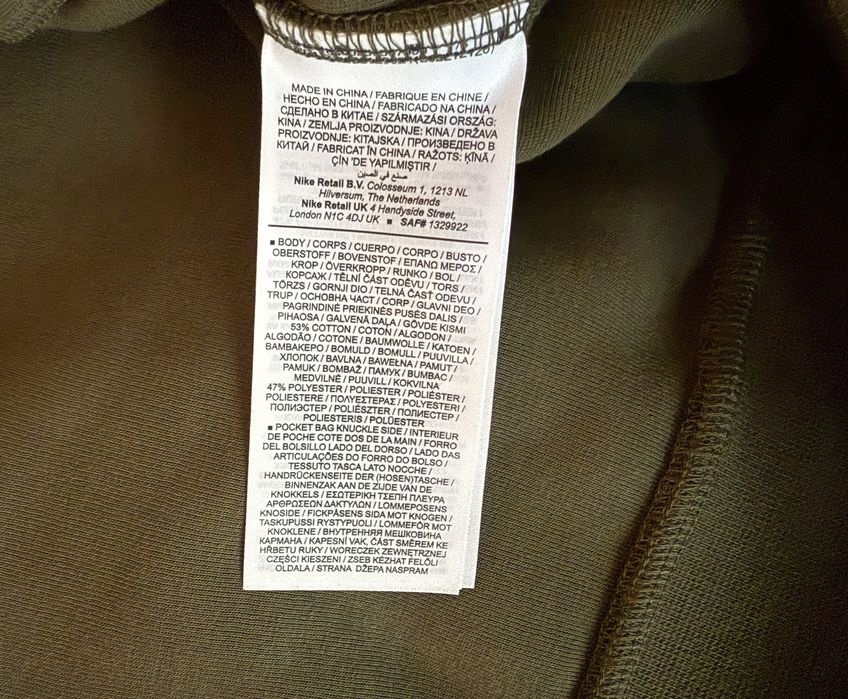 MADE IN CHINA / FABRIQUE EN CHINE /
HECHO EN CHINA / FABRICADO NA CHINA /
СДЕЛАНО В КИТАЕ / SZÁRMAZÁSI ORSZÁG:
KINA / ZEMLJA PROIZVODNJE: KINA / DRŽAVA
PROIZVODNJE: KITAJSKA / ПРОИЗВЕДЕНО В
КИТАЙ / FABRICAT ÎN CHINA / RAŽOTS: ĶĪNĀ /
ÇİN 'DE YAPILMIŞTIR /
صنع في الصين
Nike Retail B.V. Colosseum 1, 1213 NL
Hilversum, The Netherlands
Nike Retail UK 4 Handyside Street,
London N1C 4DJ UK ■ SAF# 1329922
■ BODY / CORPS / CUERPO / CORPO / BUSTO /
OBERSTOFF / BOVENSTOF / ΕΠΑΝΩ ΜΕΡΟΣ /
KROP / ÖVERKROPP / RUNKO / BOL /
КОРСАЖ / TĚLNÍ ČÁST ODĚVU / TORS /
TÖRZS / GORNJI DIO / TELNÁ ČASŤ ODEVU /
TRUP / ОСНОВНА ЧАСТ / CORP / GLAVNI DEO /
PAGRINDINĖ PRIEKINĖS PUSĖS DALIS /
PIHAOSA / GALVENĀ DAĻA / GÖVDE KISMI
53% COTTON / COTON / ALGODON /
ALGODÃO / COTONE / BAUMWOLLE / KATOEN /
ΒΑΜΒΑΚΕΡΟ / BOMULD / BOMULL / PUUVILLA /
ХЛОПОК / BAVLNA / BAWEŁNA / PAMUT /
PAMUK / BOMBAŽ / ПАМУК / BUMBAC /
MEDVILNĖ / PUUVILL / KOKVILNA
47% POLYESTER / POLIESTER / POLIÉSTER /
POLIESTERE / ΠΟΛΥΕΣΤΕΡΑΣ / POLYESTERI /
ПОЛИЭСТЕР / POLIÉSZTER / ПОЛИЕСТЕР /
POLIESTERIS / POLÜESTER
■ POCKET BAG KNUCKLE SIDE / INTERIEUR
DE POCHE COTE DOS DE LA MAIN / FORRO
DEL BOLSILLO LADO DEL DORSO / LADO DAS
ARTICULAÇÕES DO FORRO DO BOLSO /
TESSUTO TASCA LATO NOCCHE /
HANDRÜCKENSEITE DER (HOSEN)TASCHE /
BINNENZAK AAN DE ZIJDE VAN DE
KNOKKELS / ΕΣΩΤΕΡΙΚΗ ΤΣΕΠΗ ΠΛΕΥΡΑ
ΑΡΘΡΩΣΕΩΝ ΔΑΚΤΥΛΩΝ / LOMMEPOSENS
KNOSIDE / FICKPÅSENS SIDA MOT KNOGEN /
TASKUPUSSI RYSTYPUOLI / LOMMEFÔR MOT
KNOKLENE / ВНУТРЕННЯЯ МЕШКОВИНА
КАРМАНА / KAPESNÍ VAK, ČÁST SMĚREM KE
HŘBETU RUKY / WORECZEK ZEWNĘTRZNEJ
CZĘŚCI KIESZENI / ZSEB KÉZHÁT FELŐLI
OLDALA / STRANA DŽEPA NASPRAM